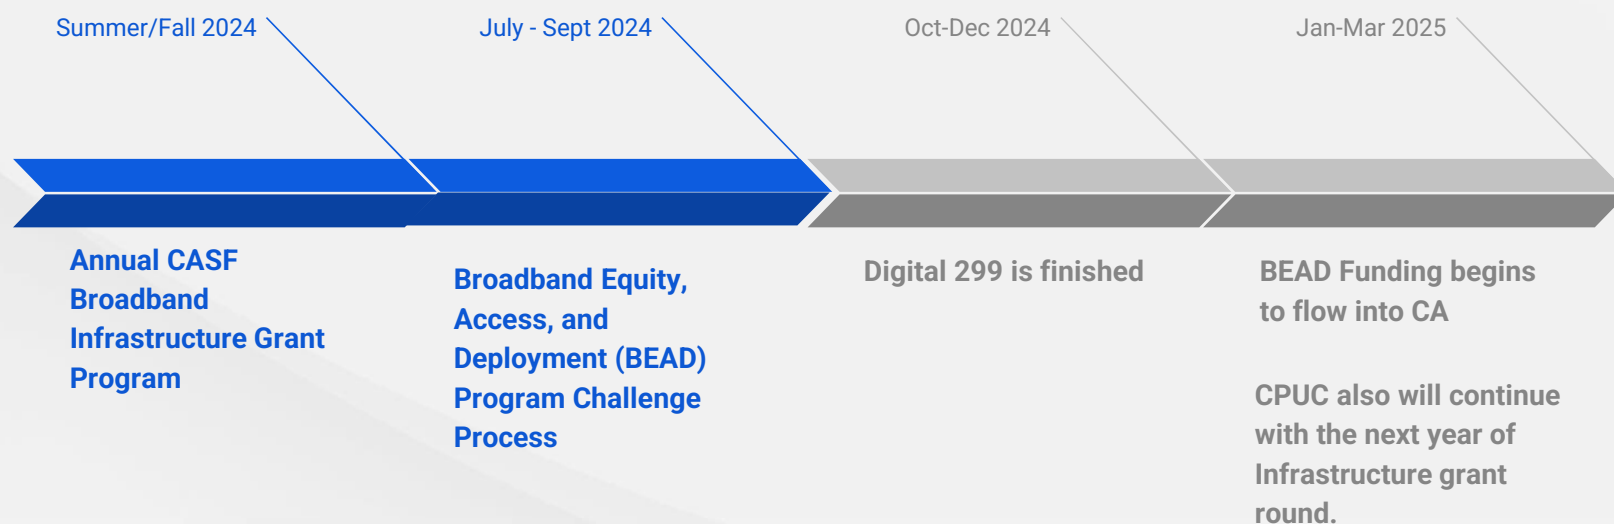 Summer/Fall 2024
July - Sept 2024
Oct-Dec 2024
Jan-Mar 2025
Annual CASF
Broadband
Infrastructure Grant
Program
Broadband Equity,
Access, and
Deployment (BEAD)
Program Challenge
Process
Digital 299 is finished
BEAD Funding begins
to flow into CA
CPUC also will continue
with the next year of
Infrastructure grant
round.